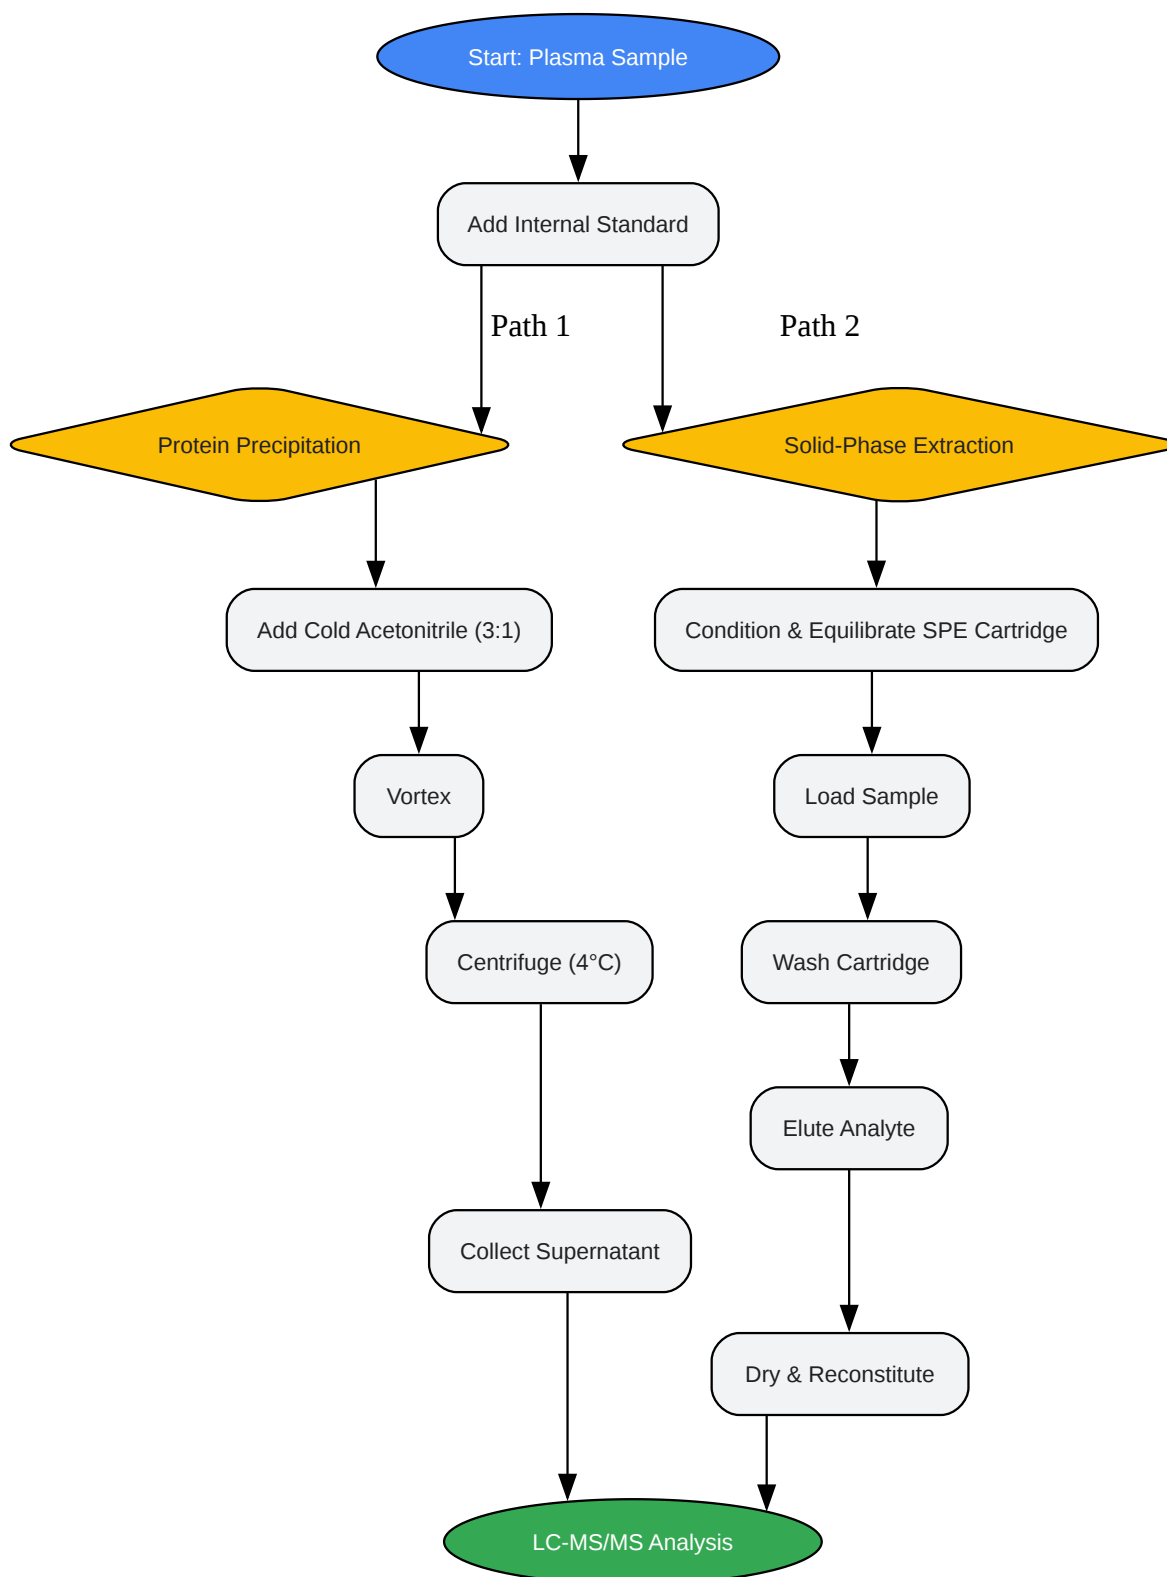 Start: Plasma Sample
Add Internal Standard
Path 1
Path 2
Protein Precipitation
Solid-Phase Extraction
Add Cold Acetonitrile (3:1)
Condition & Equilibrate SPE Cartridge
Vortex
Load Sample
Centrifuge (4°C)
Wash Cartridge
Elute Analyte
Collect Supernatant
Dry & Reconstitute
LC-MS/MS Analysis